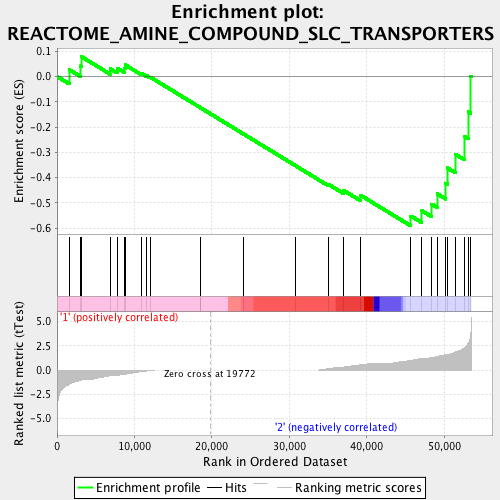 Enrichment plot:
REACTOME_AMINE_COMPOUND_SLC_TRANSPORTERS
Enrichment score (ES)
0.1
0.0
-0.1
-0.2
-0.3
-0.4
-0.5
-0.6
'1' (positively correlated)
Ranked list metric (tTest)
5.0
2.5
0.0
-2.5
-5.0
Zero cross at 19772
'2' (negatively correlated)
0
10,000
20,000
30,000
40,000
50,000
Rank in Ordered Dataset
Enrichment profile
Hits
Ranking metric scores